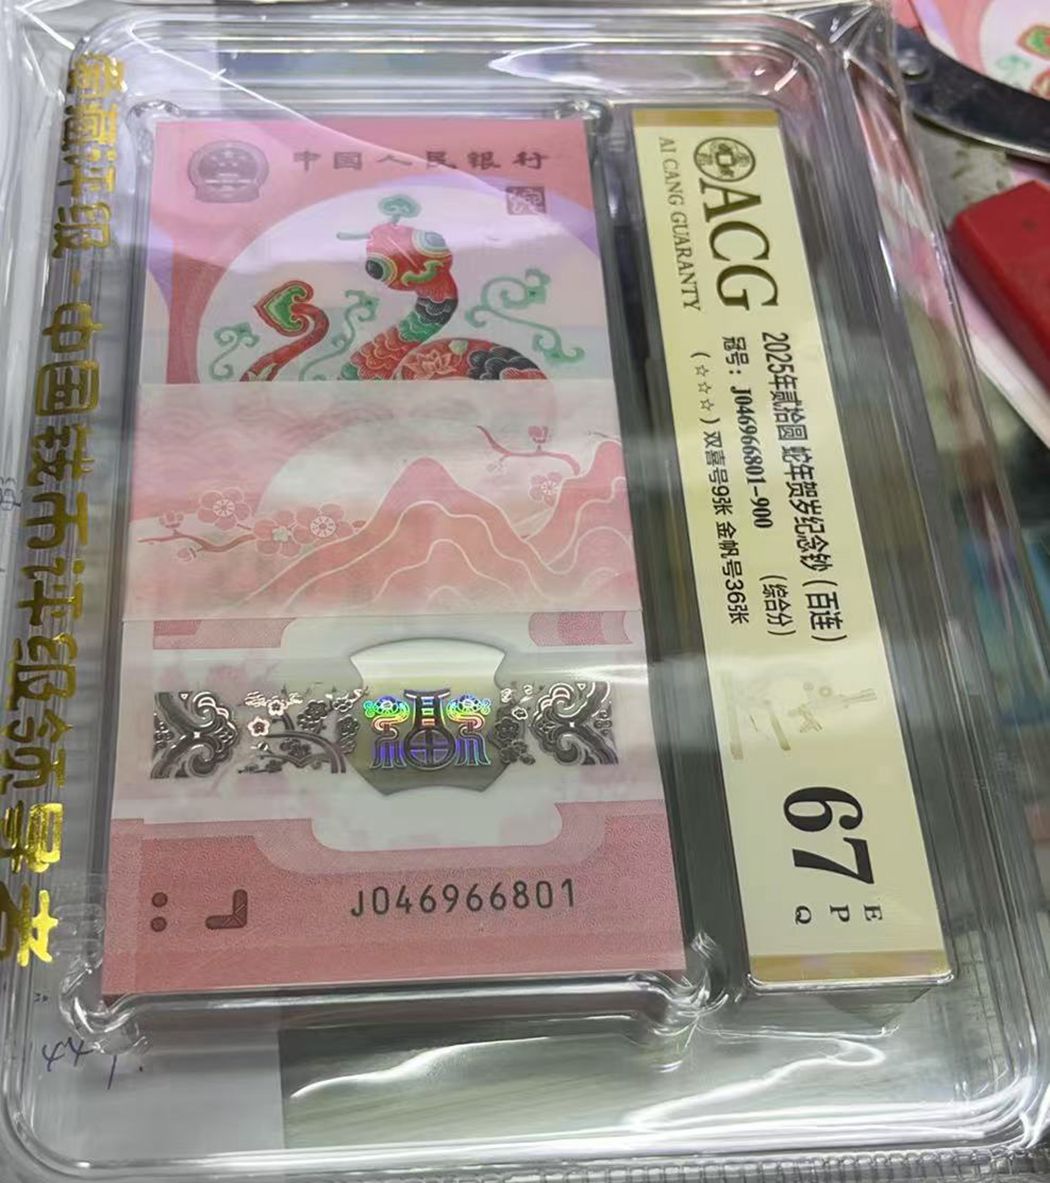 中国人民银行
J046966801
ACG
AI CANG GUARANTY
2025年贰拾圆 蛇年贺岁纪念钞（百连）
冠号：J046966801-900 （综合分）
（☆☆☆）双喜号9张 金帆号36张
67
E
P
Q
爱藏评级·中国钱币评级领导者